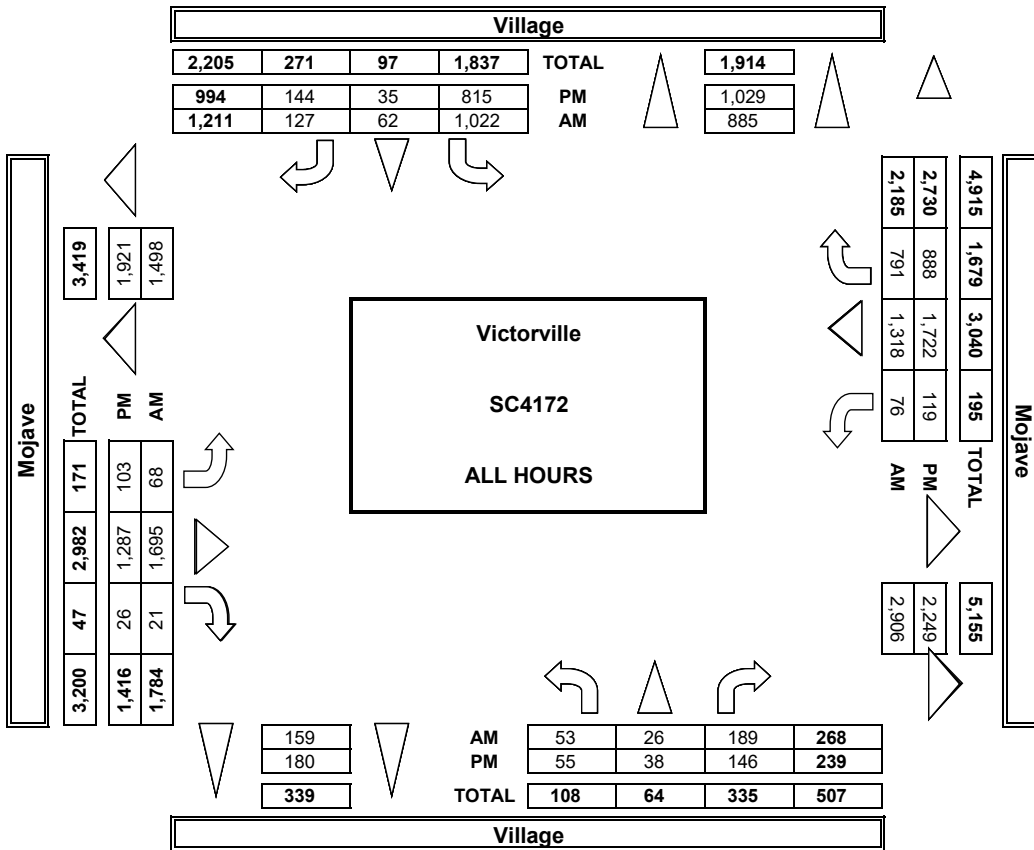 Village
2,205 271 97 1,837 TOTAL 1,914
994 144 35 815 PM 1,029
1,211 127 62 1,022 AM 885
Mojave
3,419
1,921
1,498
TOTAL 171 2,982 47 3,200
PM 103 1,287 26 1,416
AM 68 1,695 21 1,784
Victorville
SC4172
ALL HOURS
4,915 1,679 3,040 195 TOTAL 5,155
2,730 888 1,722 119 PM 2,249
2,185 791 1,318 76 AM 2,906
Mojave
159 AM 53 26 189 268
180 PM 55 38 146 239
339 TOTAL 108 64 335 507
Village